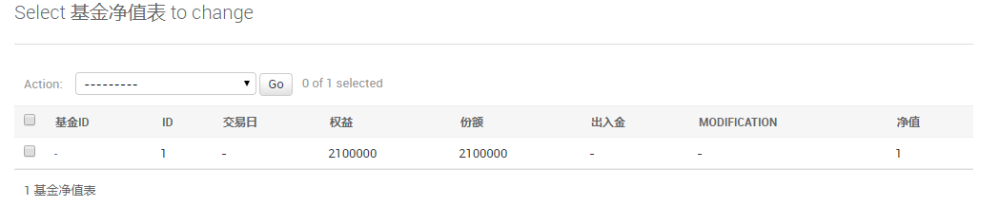 Select 基金净值表 to change
Action: --------- Go 0 of 1 selected
基金ID ID 交易日 权益 份额 出入金 MODIFICATION 净值
- 1 - 2100000 2100000 - - 1
1 基金净值表